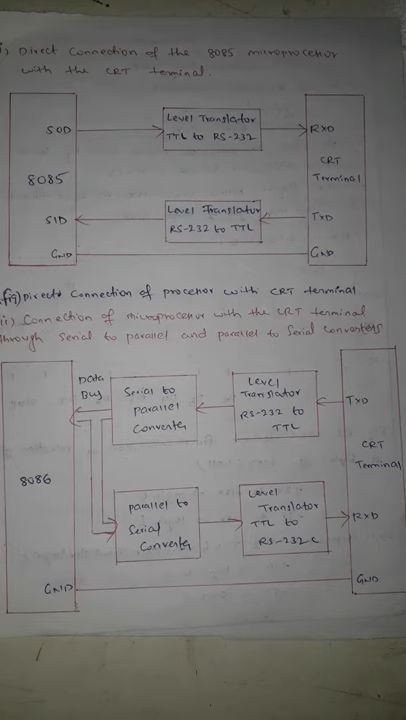 i) Direct Connection of the 8085 microprocessor
with the CRT terminal.
SOD
Level Translator
TTL to RS-232
RXD
CRT
Terminal
8085
SID
Level Translator
RS-232 to TTL
TXD
GND
GND
fig) Direct connection of processor with CRT terminal
ii) Connection of microprocessor with the CRT terminal
through Serial to parallel and parallel to Serial Converters
Data
Bus
Serial to
parallel
Converter
Level
Translator
RS-232 to
TTL
TXD
CRT
Terminal
8086
parallel to
Serial
Converter
Level
Translator
TTL to
RS-232C
RXD
GND
GND